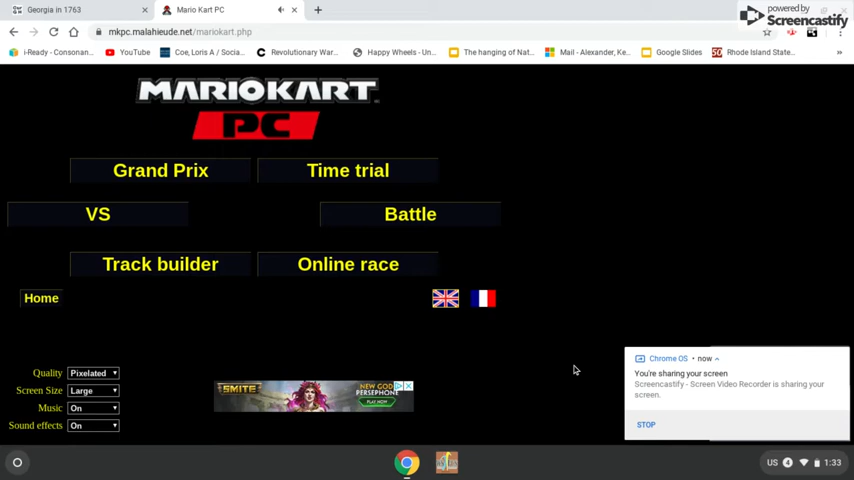 Georgia in 1763
Mario Kart PC
powered by
Screencastify
mkpc.malahieude.net/mariokart.php
i-Ready - Consonan...
YouTube
Coe, Loris A / Socia...
Revolutionary War...
Happy Wheels - Un...
The hanging of Nat...
Mail - Alexander, Ke...
Google Slides
Rhode Island State...
MARIOKART
PC
Grand Prix
Time trial
VS
Battle
Track builder
Online race
Home
Chrome OS • now
You're sharing your screen
Screencastify - Screen Video Recorder is sharing your
screen.
STOP
Quality Pixelated
Screen Size Large
Music On
Sound effects On
SMITE
NEW GOD
PERSEPHONE
PLAY NOW
US 4 1:33